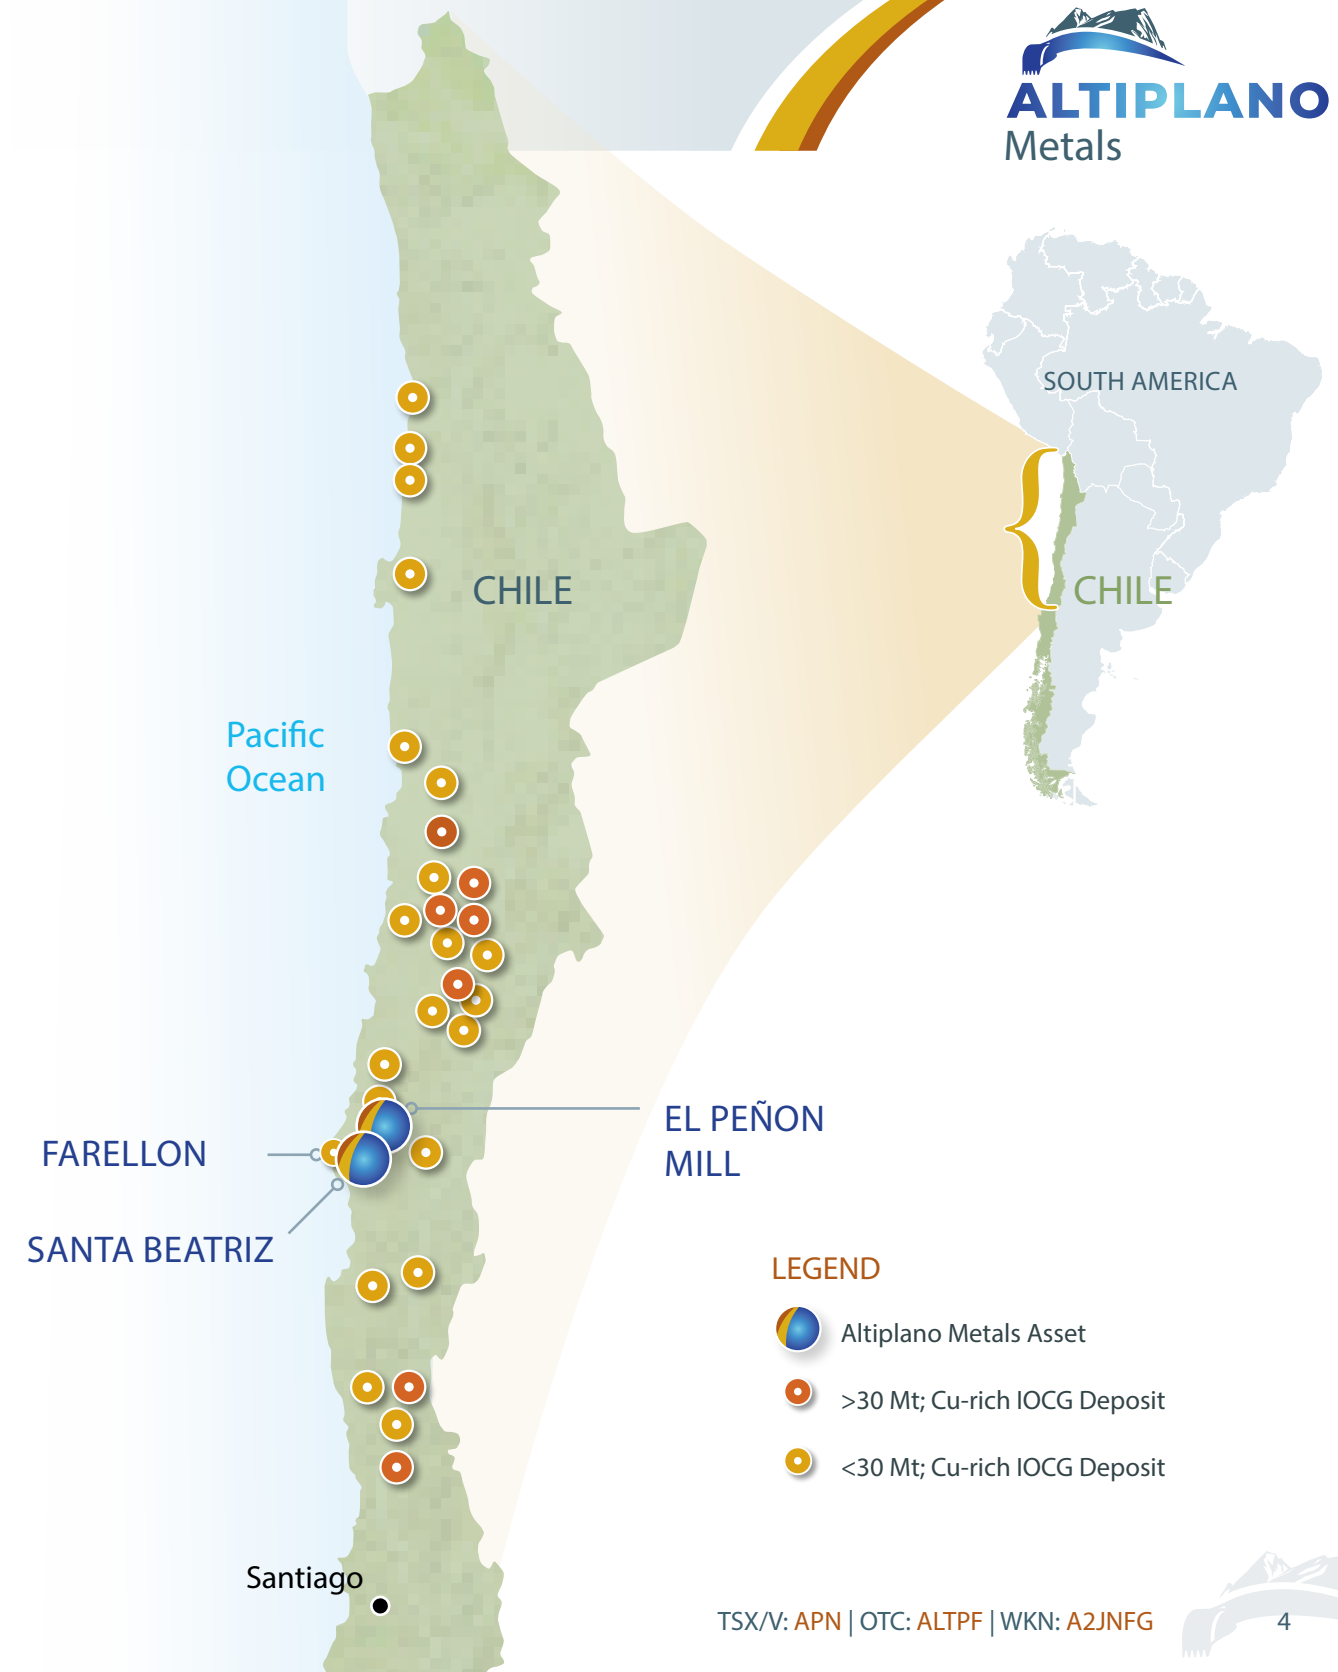 ALTIPLANO
Metals
SOUTH AMERICA
CHILE
CHILE
Pacific
Ocean
EL PEÑON
MILL
FARELLON
SANTA BEATRIZ
LEGEND
Altiplano Metals Asset
>30 Mt; Cu-rich IOCG Deposit
<30 Mt; Cu-rich IOCG Deposit
Santiago
TSX/V: APN | OTC: ALTPF | WKN: A2JNFG
4